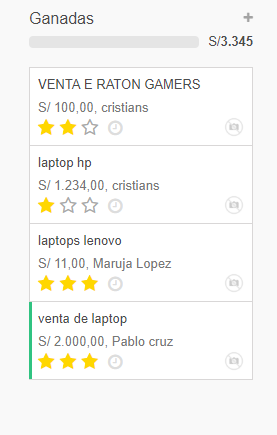 Ganadas
S/3.345
VENTA E RATON GAMERS
S/ 100,00, cristians
laptop hp
S/ 1.234,00, cristians
laptops lenovo
S/ 11,00, Maruja Lopez
venta de laptop
S/ 2.000,00, Pablo cruz